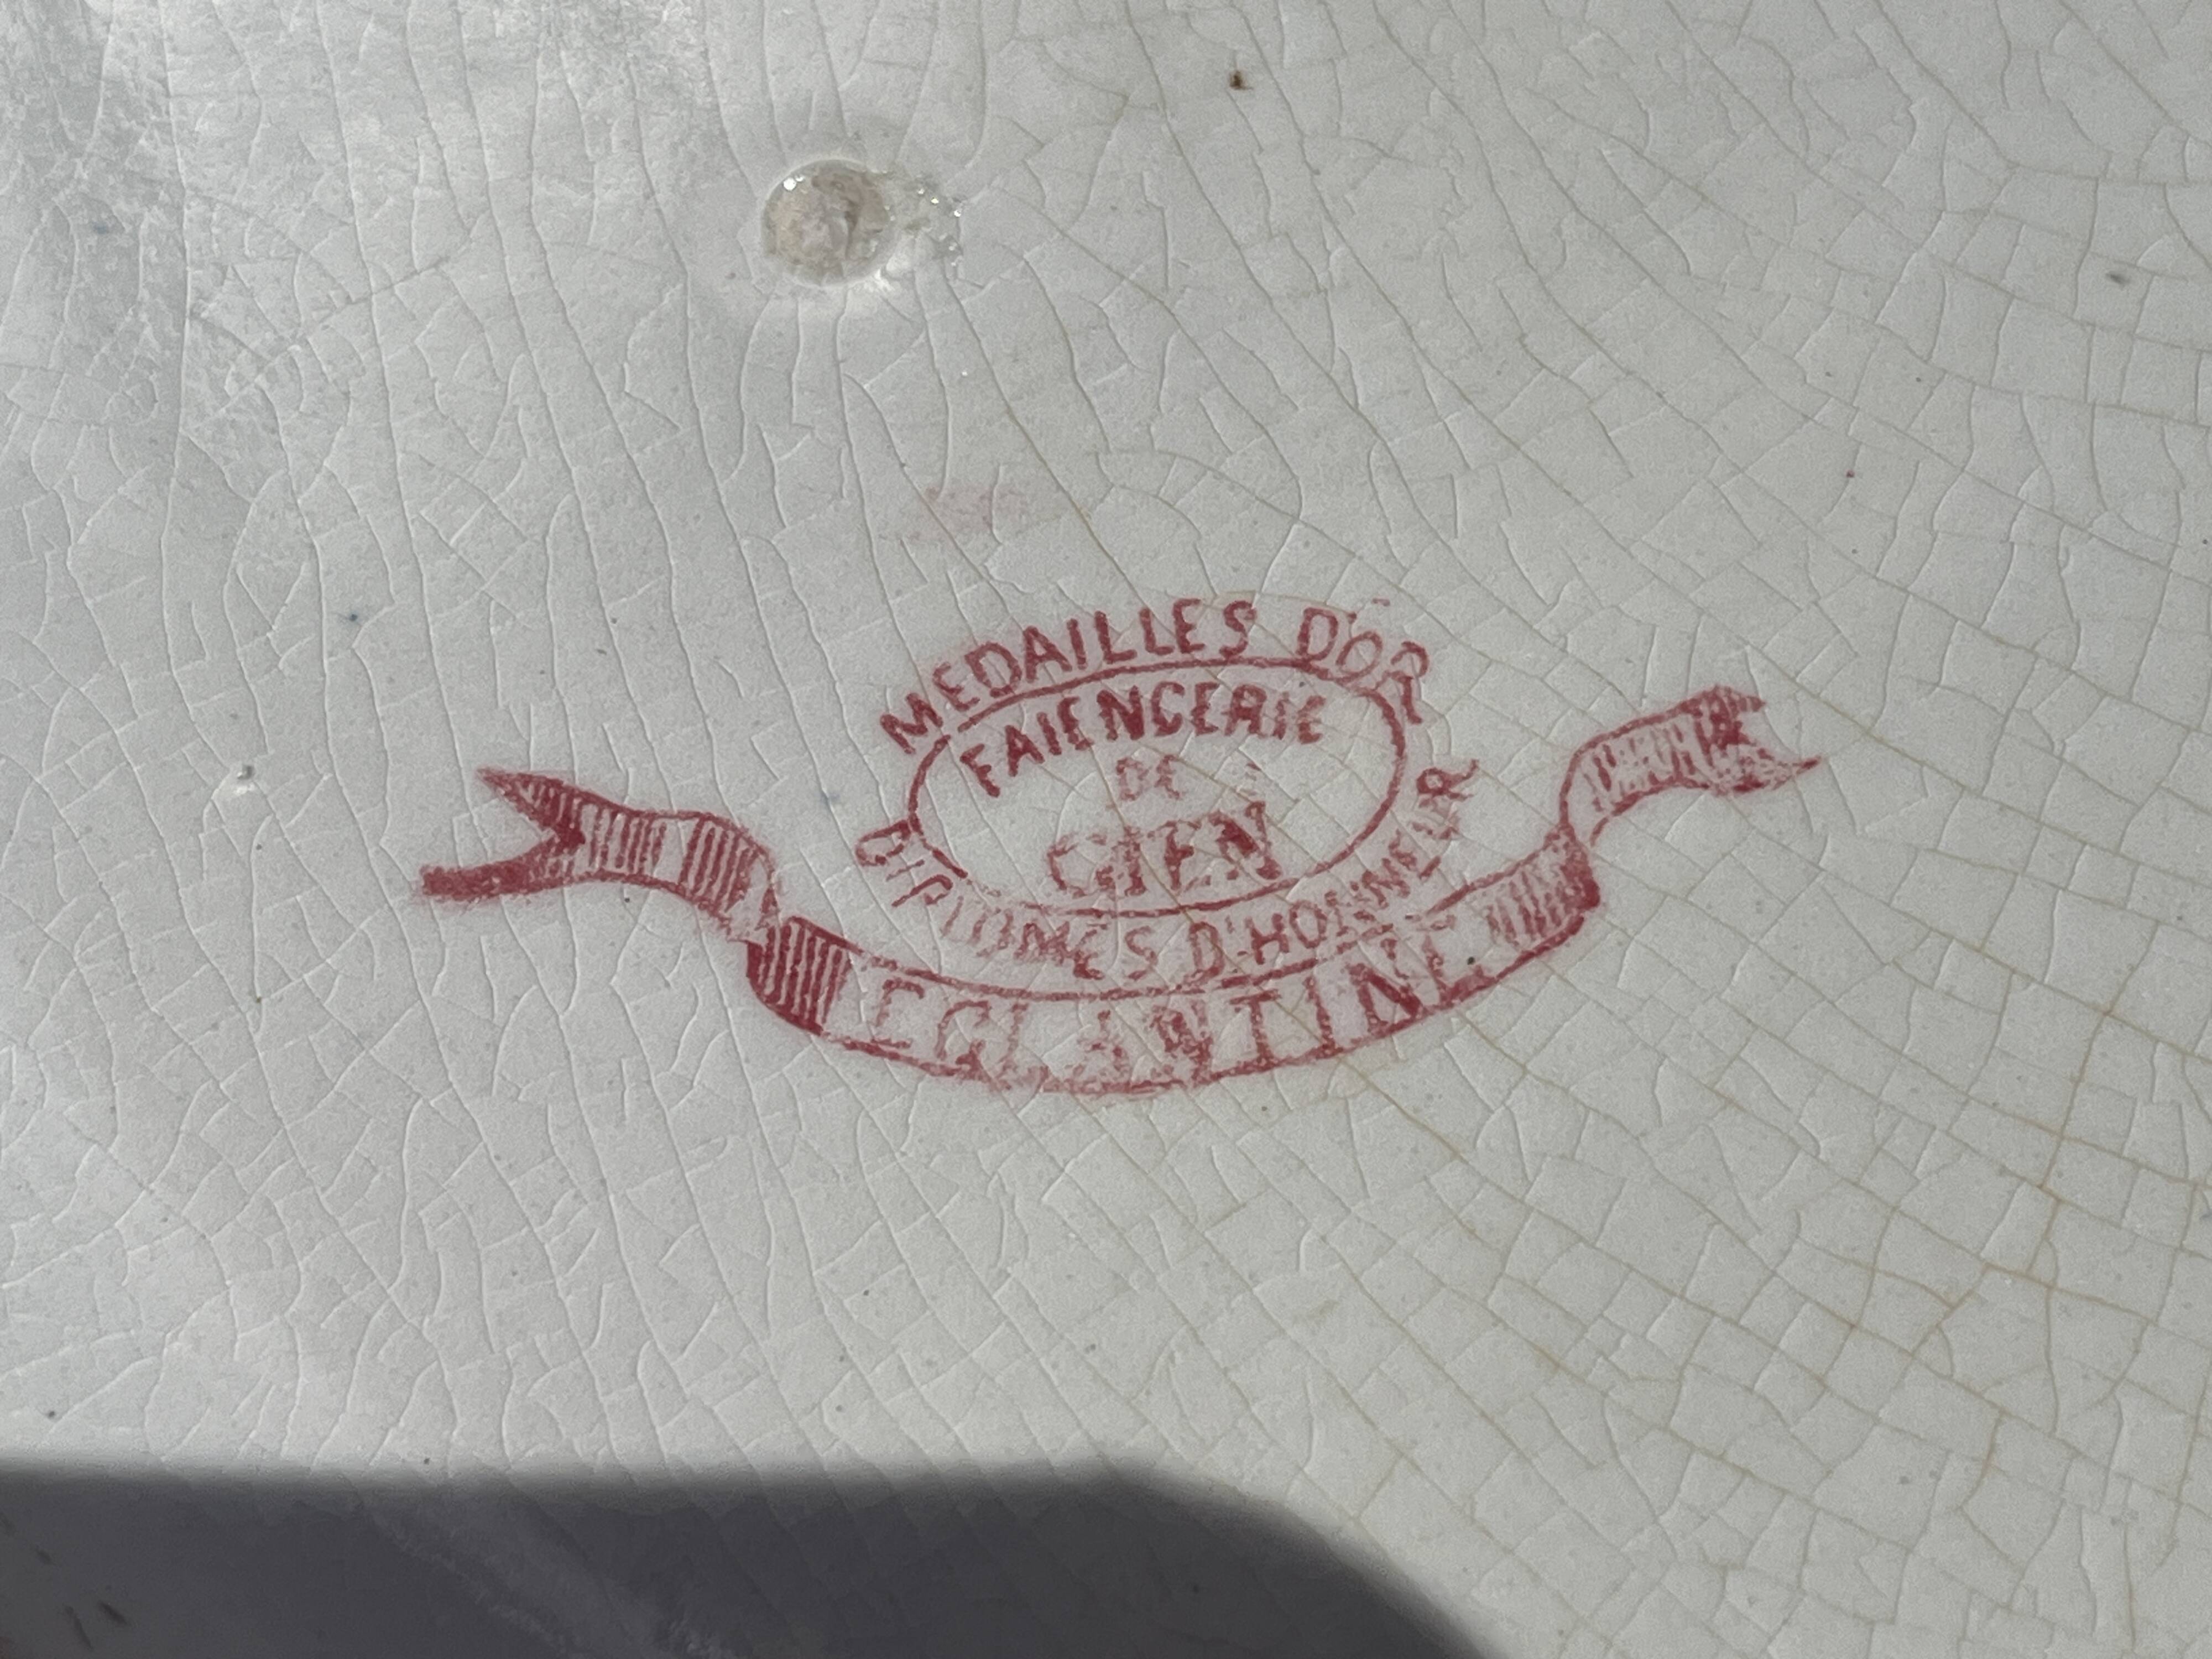 MEDAILLES D'OR
FAIENCERIE
DE
GIEN
DIPLOMES D'HONNEUR
EGLANTINE